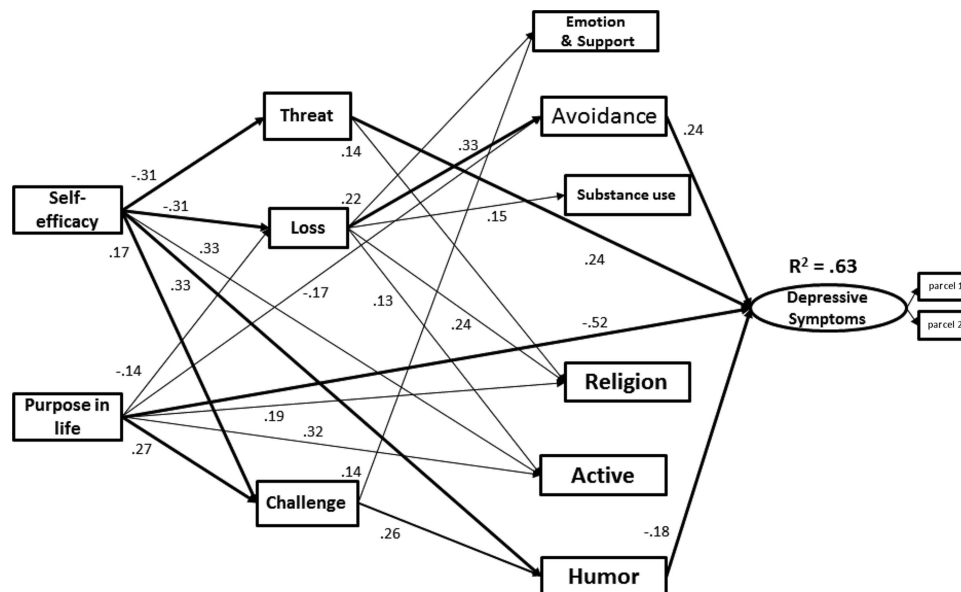 Emotion
& Support
Threat
Avoidance
.24
.14
.33
-.31
Self-
efficacy
-.31
.22
Substance use
Loss
.15
.17
.33
.24
R² = .63
.33
-.17
.13
Depressive
Symptoms
parcel 1
parcel 2
.24
-.52
-.14
Religion
Purpose in
life
.19
.32
.27
.14
Active
Challenge
.26
-.18
Humor